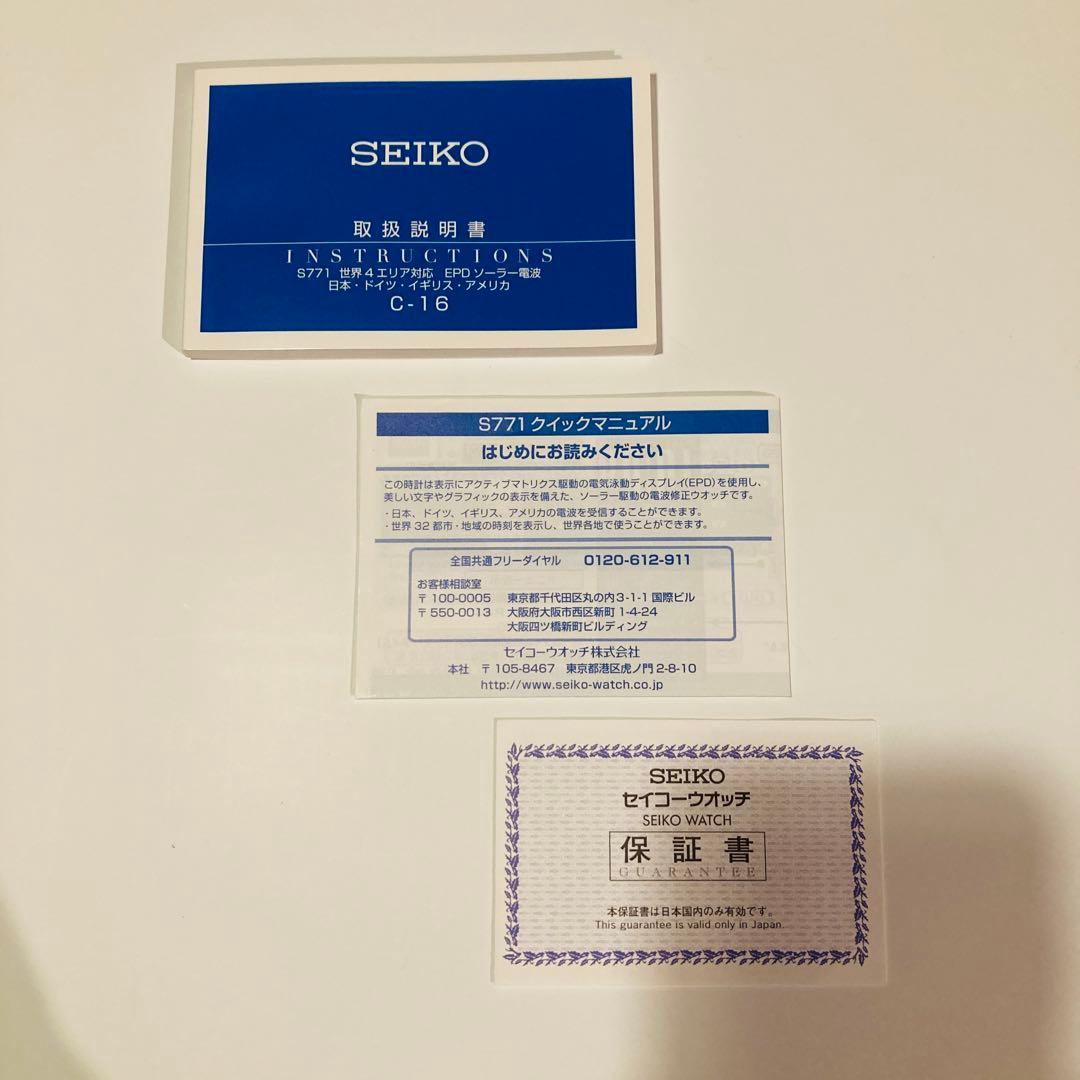 SEIKO
取扱説明書
INSTRUCTIONS
S771 世界4エリア対応 EPDソーラー電波
日本・ドイツ・イギリス・アメリカ
C-16
S771クイックマニュアル
はじめにお読みください
この時計は表示にアクティブマトリクス駆動の電気泳動ディスプレイ(EPD)を使用し、
美しい文字やグラフィックの表示を備えた、ソーラー駆動の電波修正ウオッチです。
・日本、ドイツ、イギリス、アメリカの電波を受信することができます。
・世界32都市・地域の時刻を表示し、世界各地で使うことができます。
全国共通フリーダイヤル 0120-612-911
お客様相談室
〒100-0005 東京都千代田区丸の内3-1-1国際ビル
〒550-0013 大阪府大阪市西区新町1-4-24
大阪四ツ橋新町ビルディング
セイコーウオッチ株式会社
本社 〒105-8467 東京都港区虎ノ門2-8-10
http://www.seiko-watch.co.jp
SEIKO
セイコーウオッチ
SEIKO WATCH
保証書
GUARANTEE
本保証書は日本国内のみ有効です。
This guarantee is valid only in Japan.